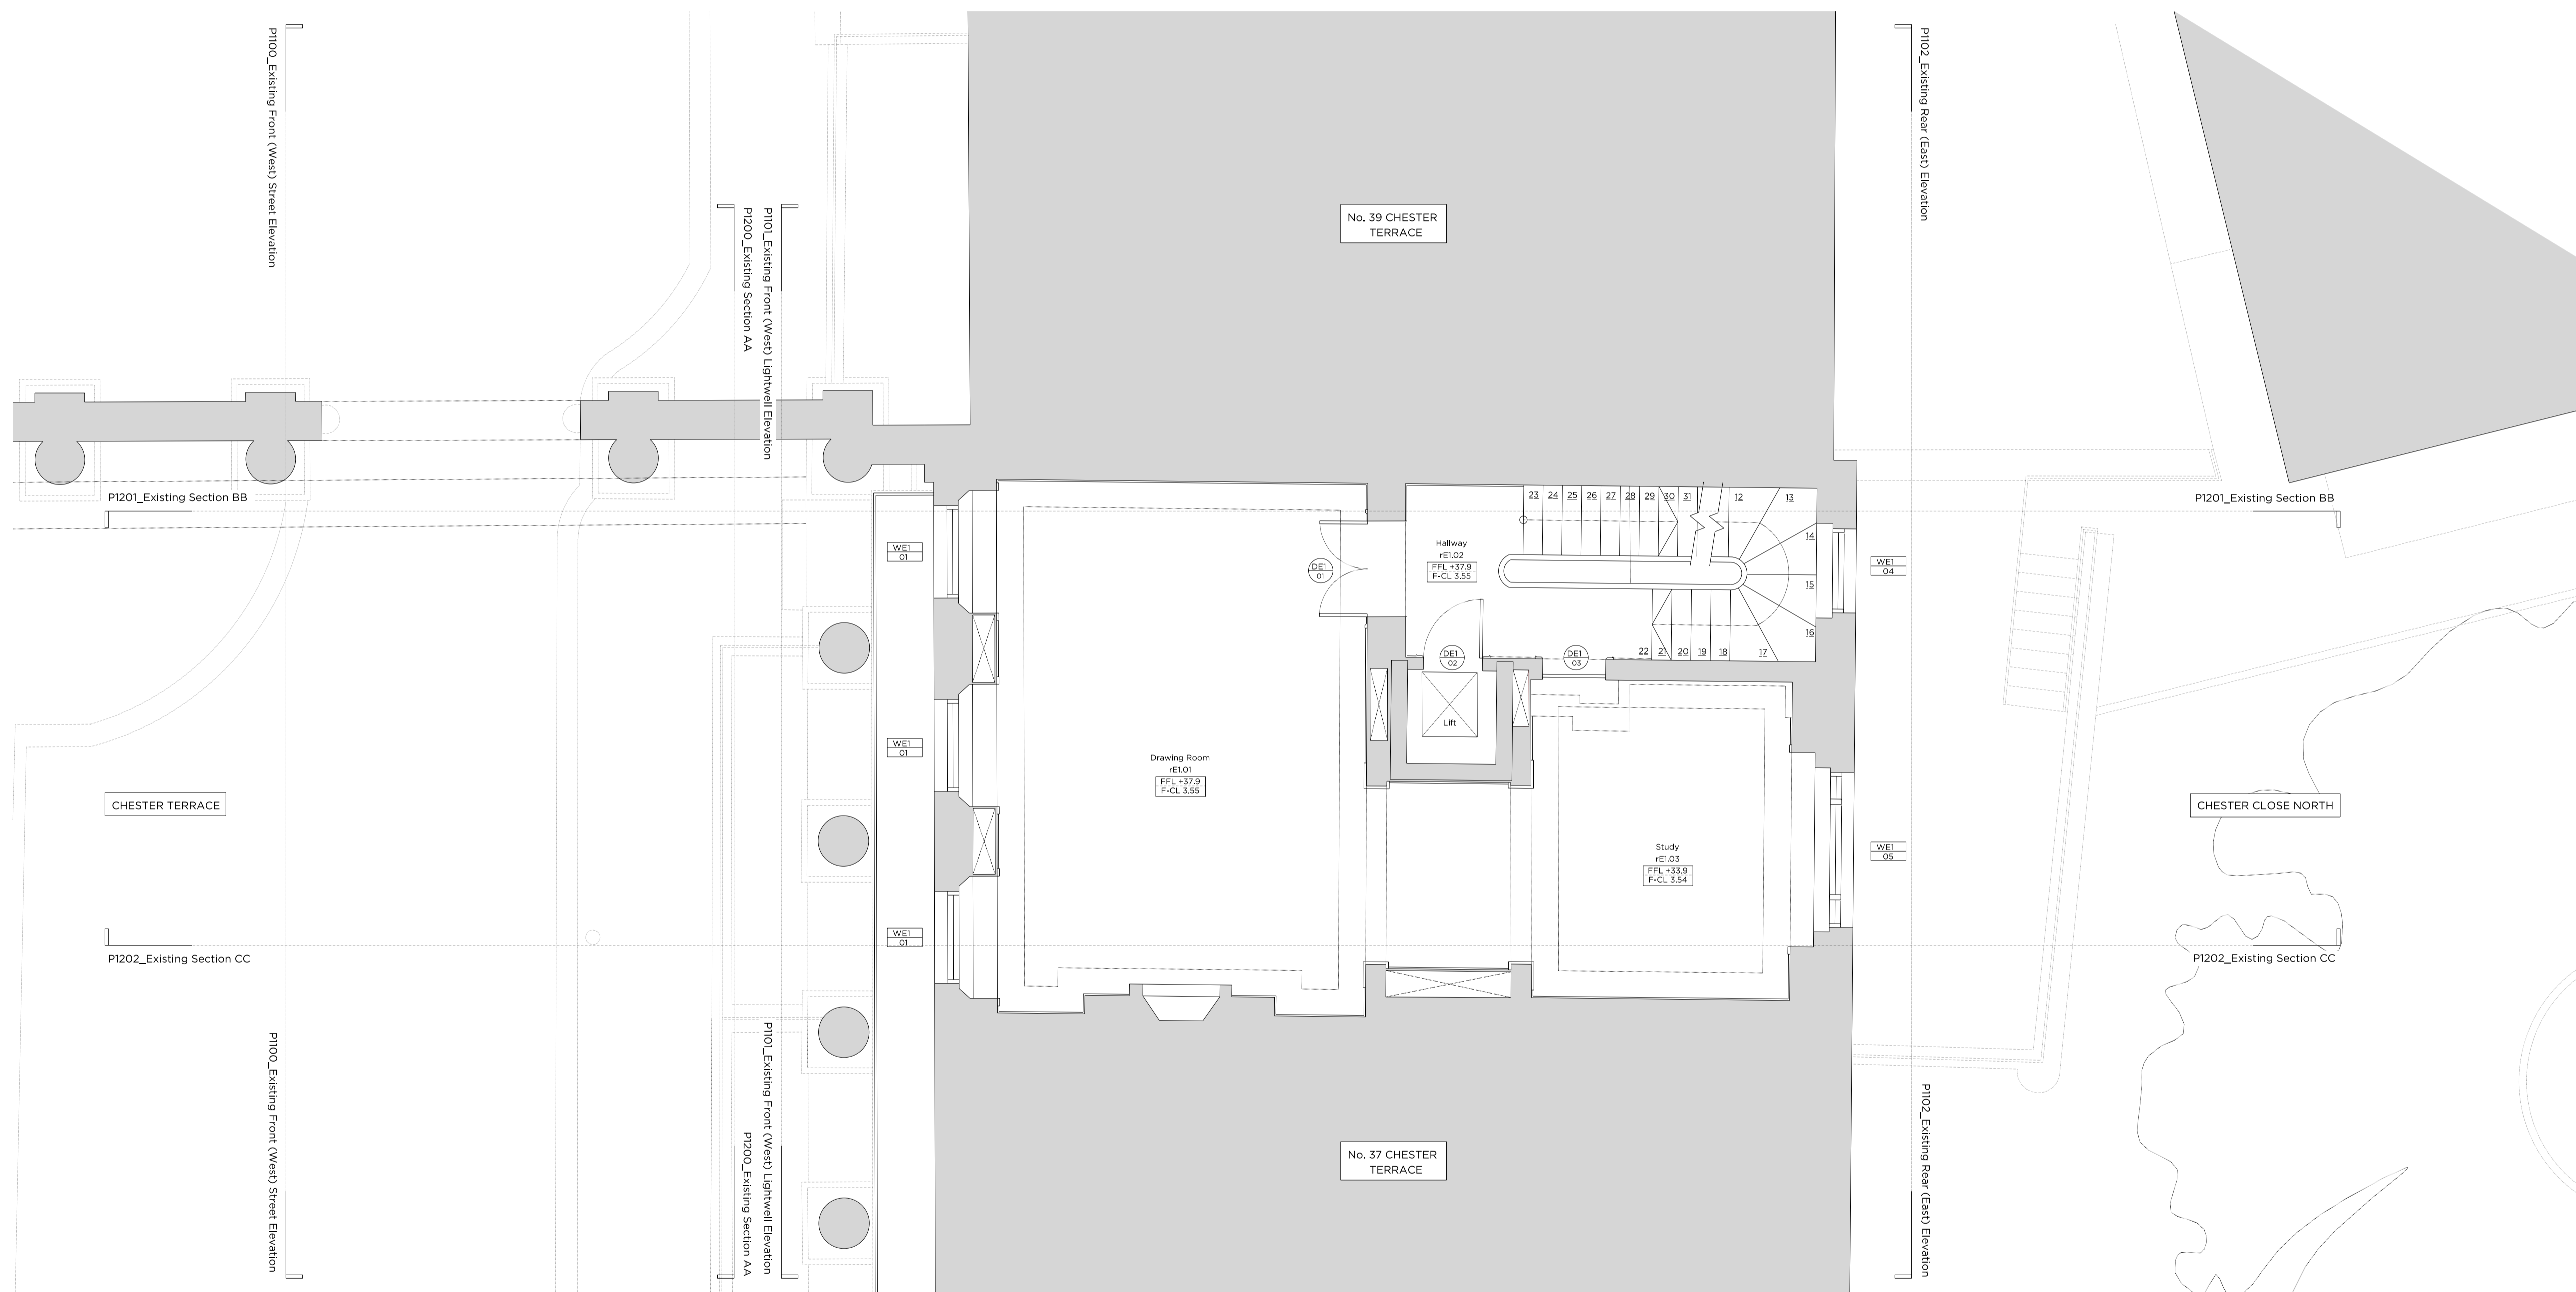 P1100_Existing Front (West) Street Elevation
P1200_Existing Section AA
P1101_Existing Front (West) Lightwell Elevation
P1102_Existing Rear (East) Elevation
No. 39 CHESTER
TERRACE
P1201_Existing Section BB
P1201_Existing Section BB
23 24 25 26 27 28 29 30 31 12 13
14
15
16
22 21 20 19 18 17
Hallway
rE1.02
FFL +37.9
F-CL 3.55
WE1
01
DE1
01
WE1
04
DE1
02
DE1
03
Lift
WE1
01
Drawing Room
rE1.01
FFL +37.9
F-CL 3.55
CHESTER TERRACE
CHESTER CLOSE NORTH
Study
rE1.03
FFL +33.9
F-CL 3.54
WE1
05
WE1
01
P1202_Existing Section CC
P1202_Existing Section CC
P1100_Existing Front (West) Street Elevation
P1200_Existing Section AA
P1101_Existing Front (West) Lightwell Elevation
No. 37 CHESTER
TERRACE
P1102_Existing Rear (East) Elevation